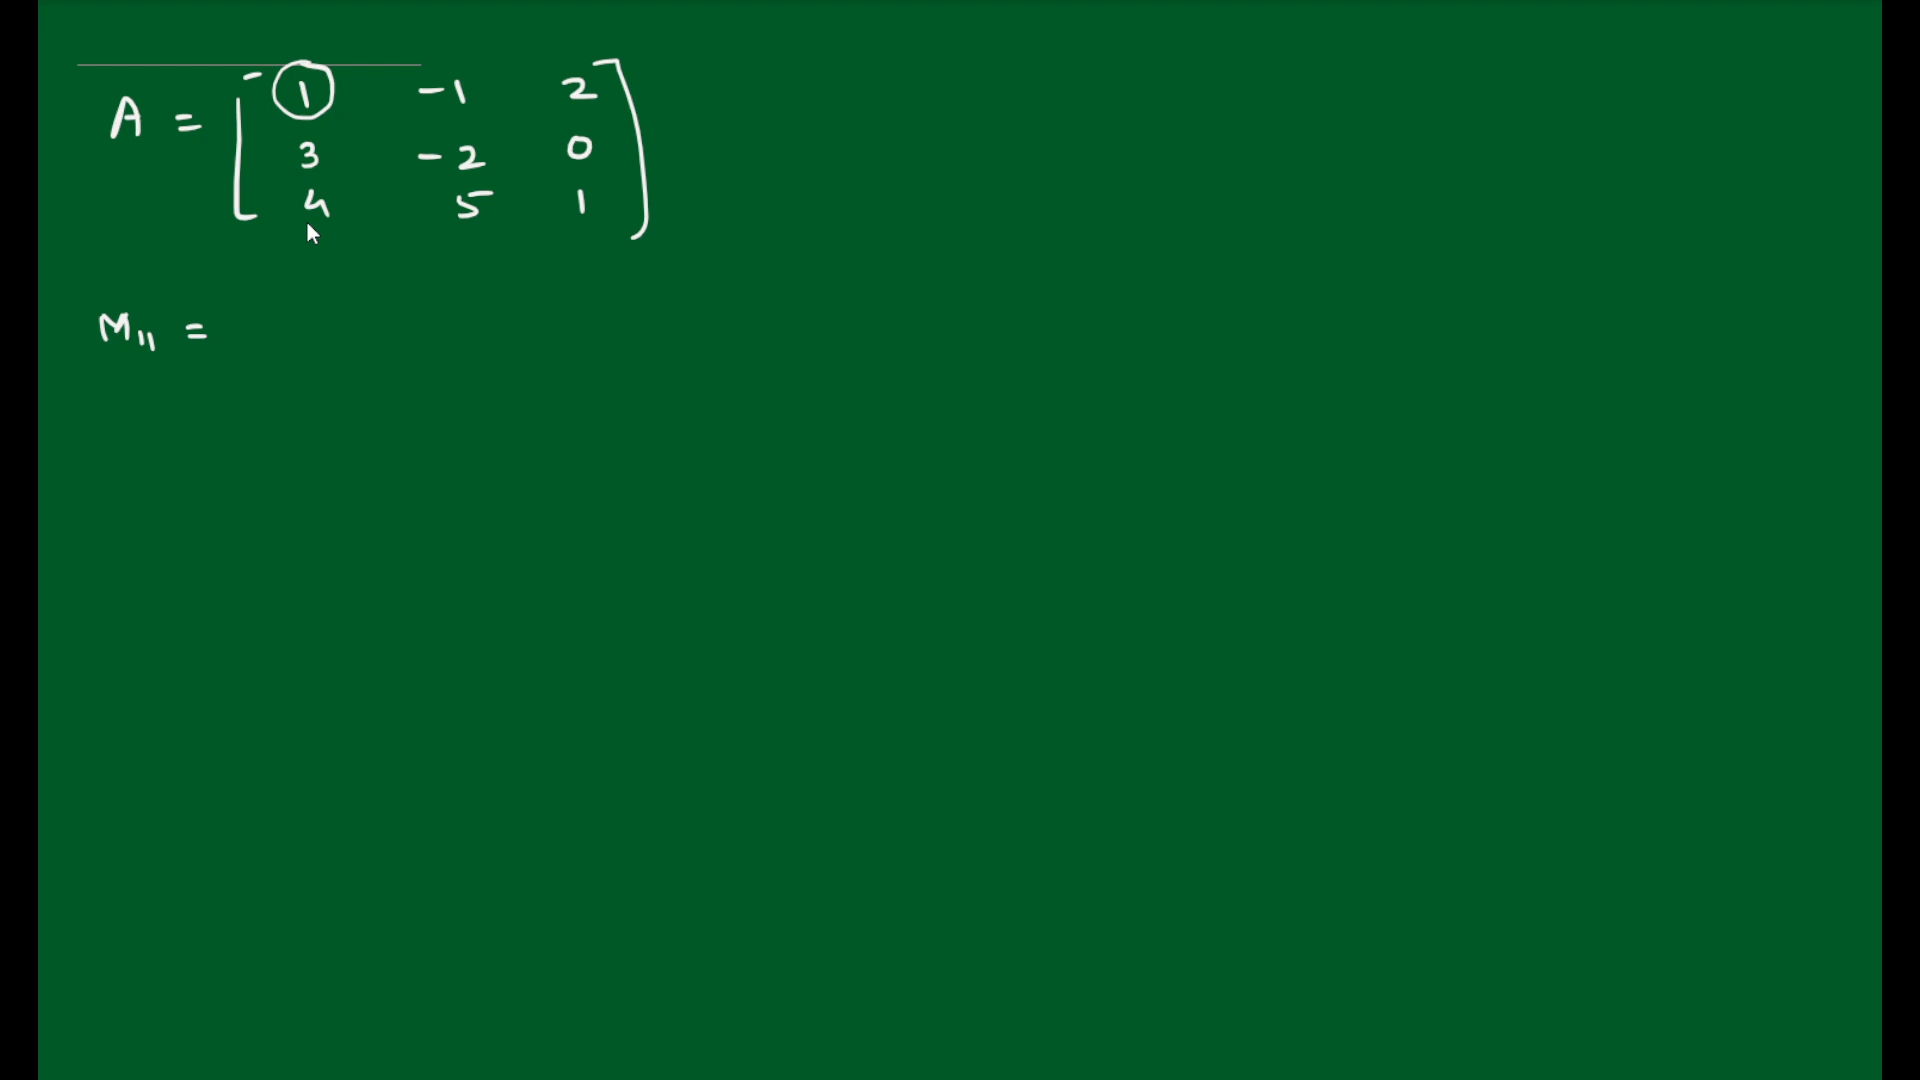 A = [ 1 -1 2
3 -2 0
4 5 1 ]
M₁₁ =